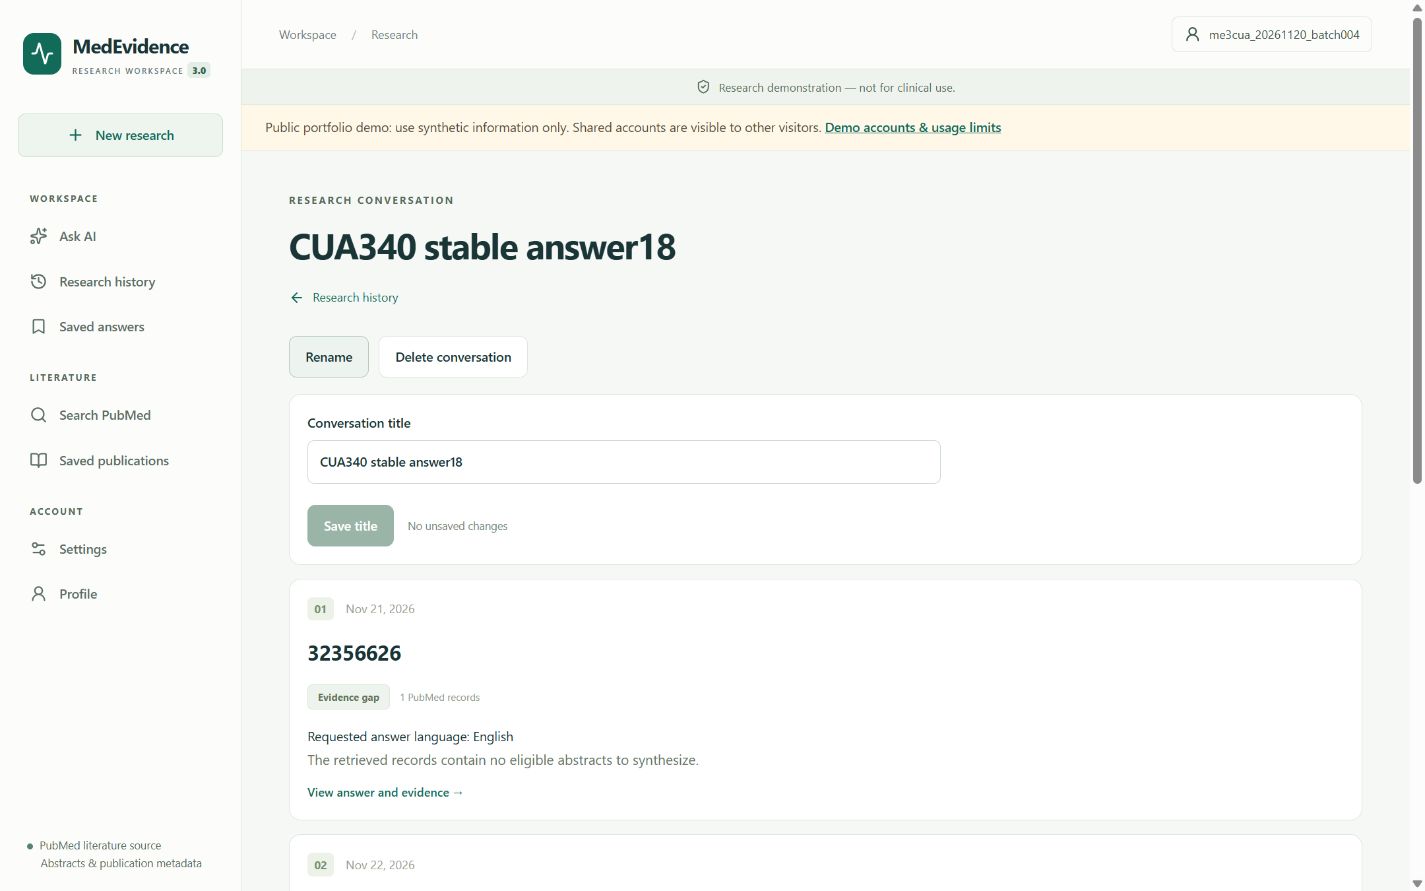 MedEvidence
RESEARCH WORKSPACE 3.0
New research
WORKSPACE
Ask AI
Research history
Saved answers
LITERATURE
Search PubMed
Saved publications
ACCOUNT
Settings
Profile
PubMed literature source
Abstracts & publication metadata
Workspace / Research
me3cua_20261120_batch004
Research demonstration — not for clinical use.
Public portfolio demo: use synthetic information only. Shared accounts are visible to other visitors. Demo accounts & usage limits
RESEARCH CONVERSATION
CUA340 stable answer18
← Research history
Rename Delete conversation
Conversation title
CUA340 stable answer18
Save title No unsaved changes
01 Nov 21, 2026
32356626
Evidence gap 1 PubMed records
Requested answer language: English
The retrieved records contain no eligible abstracts to synthesize.
View answer and evidence →
02 Nov 22, 2026